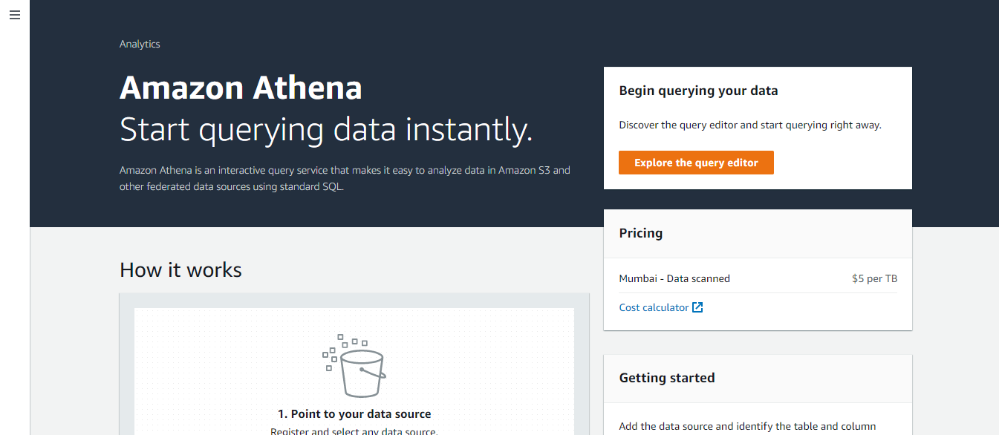 Analytics
Amazon Athena
Start querying data instantly.
Amazon Athena is an interactive query service that makes it easy to analyze data in Amazon S3 and
other federated data sources using standard SQL.
Begin querying your data
Discover the query editor and start querying right away.
Explore the query editor
Pricing
Mumbai - Data scanned $5 per TB
Cost calculator
How it works
1. Point to your data source
Register and select any data source.
Getting started
Add the data source and identify the table and column